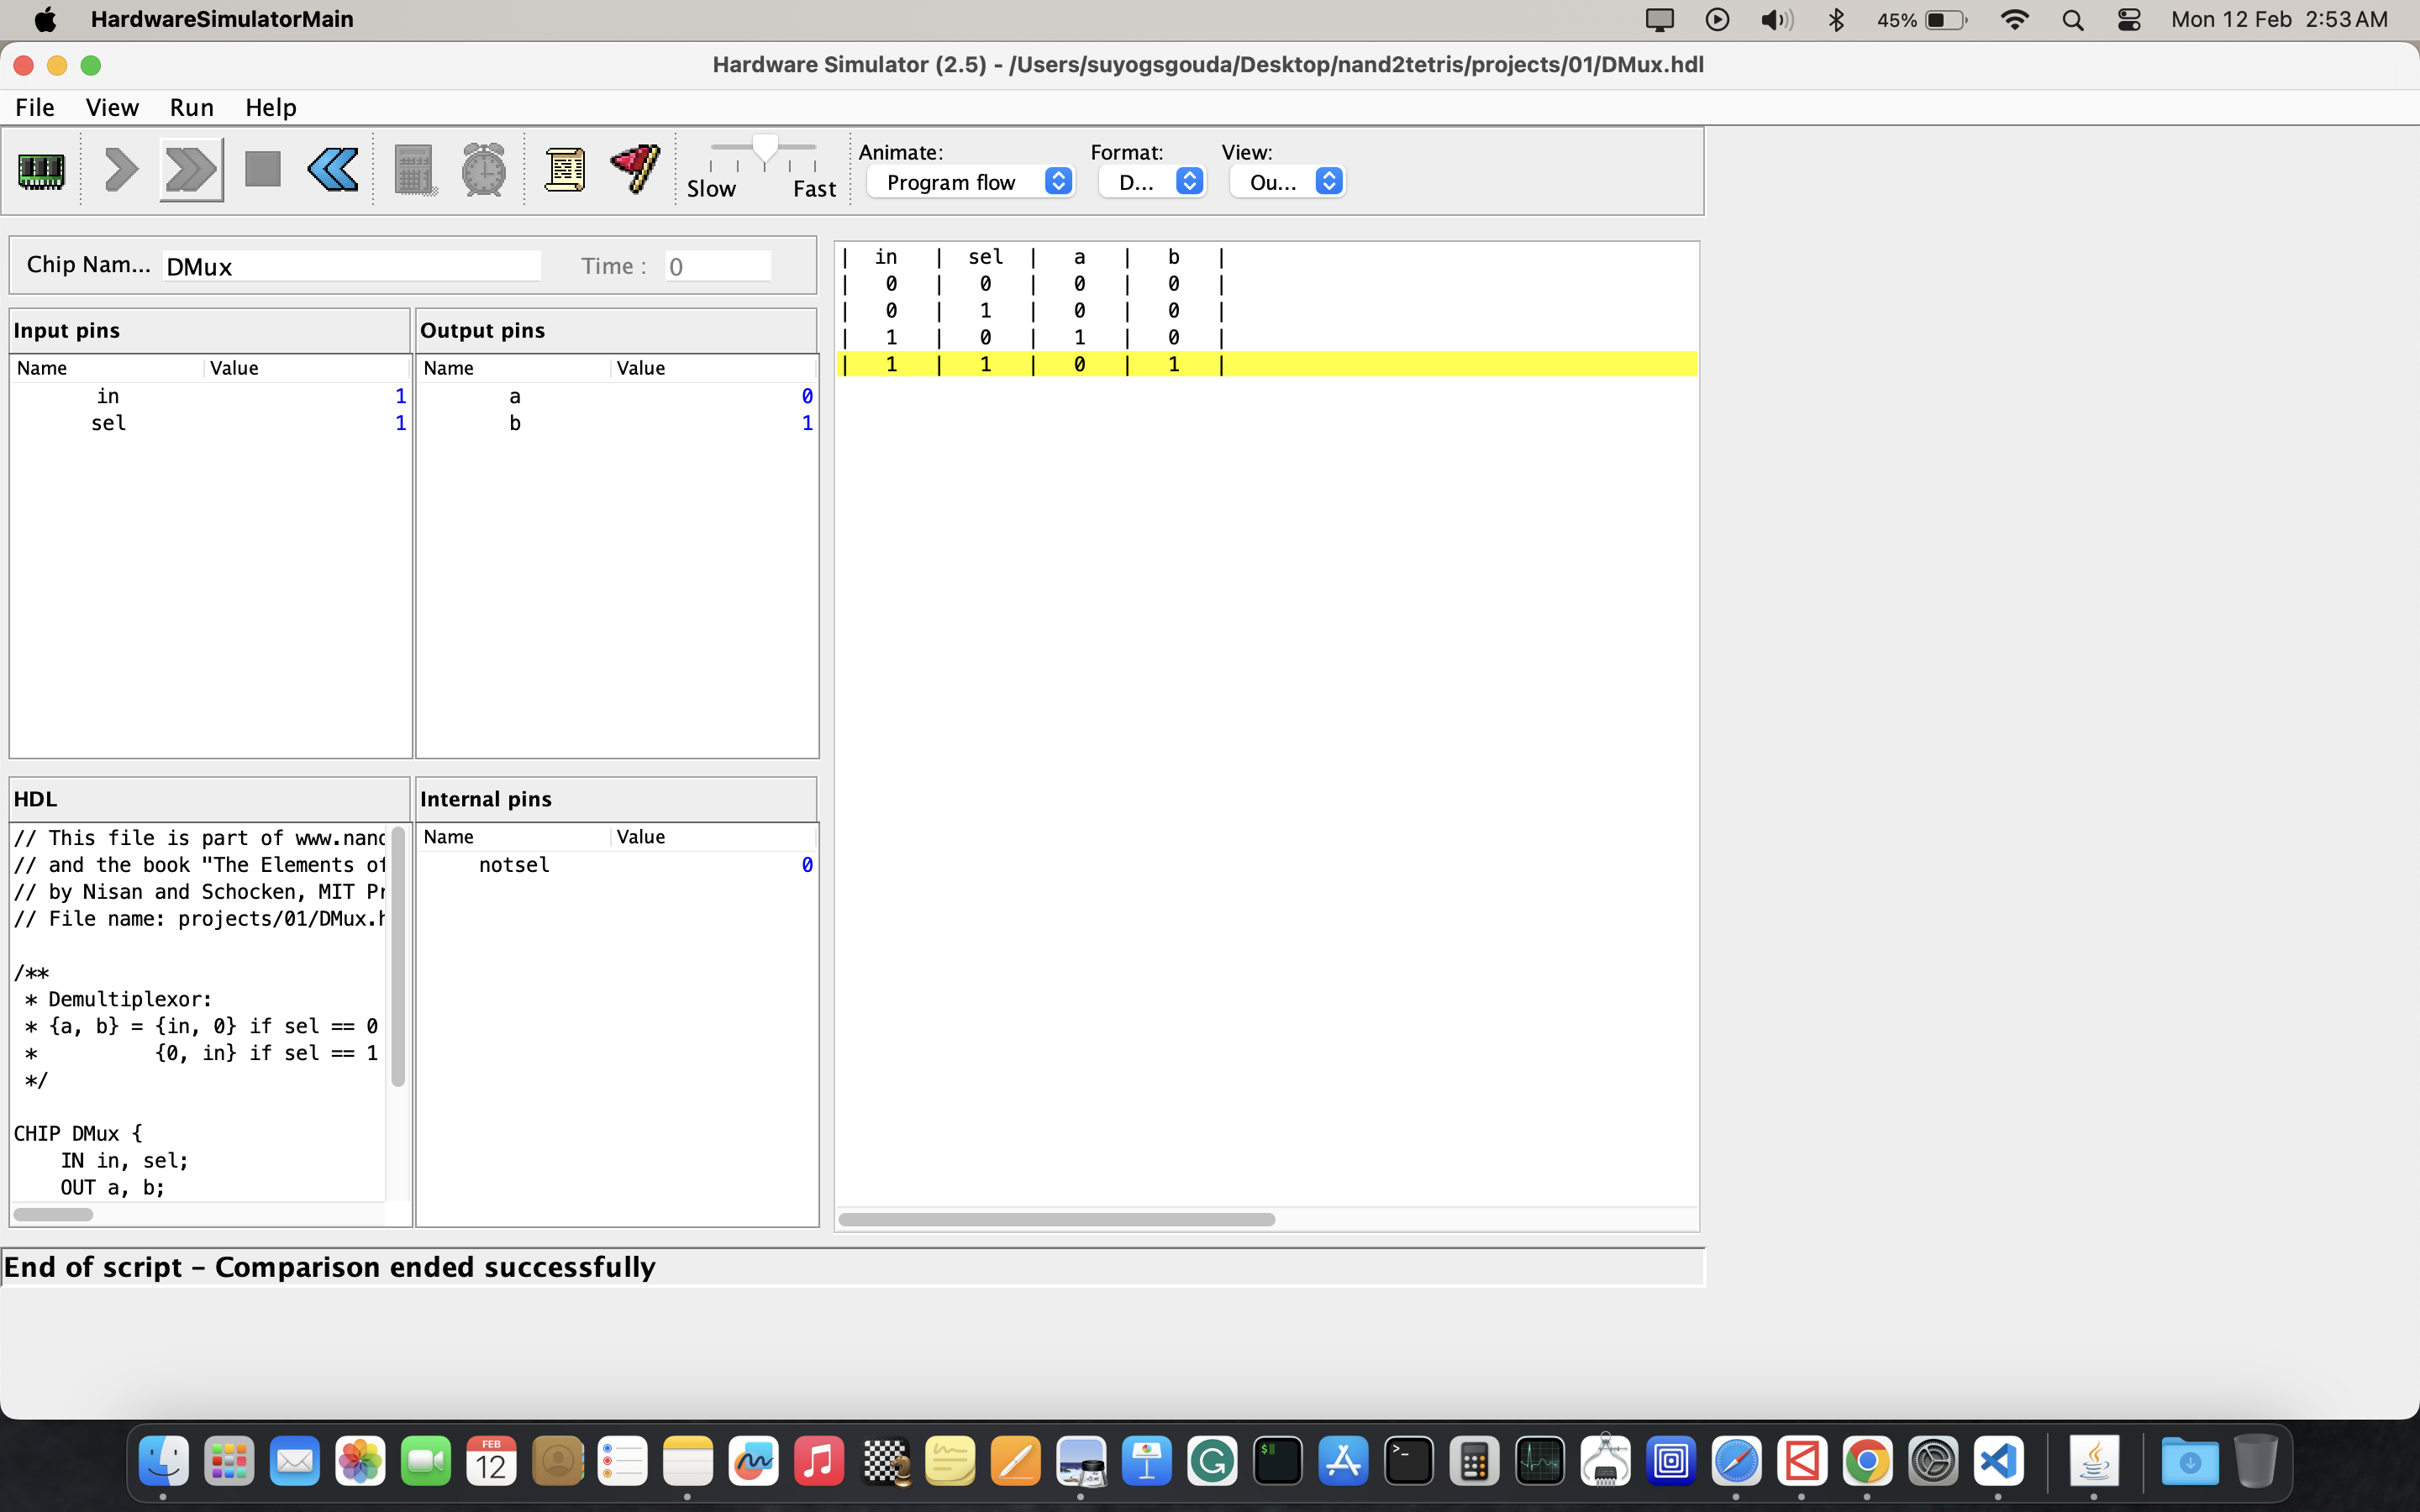 HardwareSimulatorMain
45%
Mon 12 Feb 2:53 AM
Hardware Simulator (2.5) - /Users/suyogsgouda/Desktop/nand2tetris/projects/01/DMux.hdl
File View Run Help
Slow Fast
Animate: Format: View:
Program flow D... Ou...
Chip Nam... DMux Time : 0
Input pins Output pins
Name Value Name Value
in 1 a 0
sel 1 b 1
| in | sel | a | b |
| 0 | 0 | 0 | 0 |
| 0 | 1 | 0 | 0 |
| 1 | 0 | 1 | 0 |
| 1 | 1 | 0 | 1 |
HDL
// This file is part of www.nand
// and the book "The Elements of
// by Nisan and Schocken, MIT Pr
// File name: projects/01/DMux.h
/**
* Demultiplexor:
* {a, b} = {in, 0} if sel == 0
* {0, in} if sel == 1
*/
CHIP DMux {
IN in, sel;
OUT a, b;
Internal pins
Name Value
notsel 0
End of script – Comparison ended successfully
FEB
12